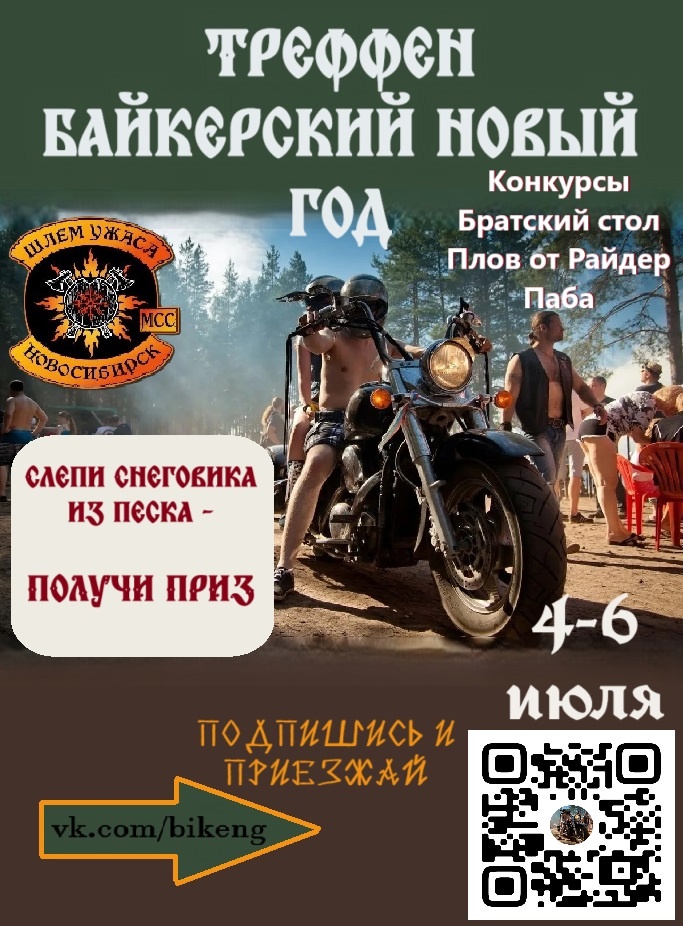 ТРЕФФЕН
БАЙКЕРСКИЙ НОВЫЙ
ГОД
Конкурсы
Братский стол
Плов от Райдер
Паба
ШЛЕМ УЖАСА
МСС
НОВОСИБИРСК
СЛЕПИ СНЕГОВИКА
ИЗ ПЕСКА -
ПОЛУЧИ ПРИЗ
4-6
ИЮЛЯ
ПОДПИШИСЬ И
ПРИЕЗЖАЙ
vk.com/bikeng